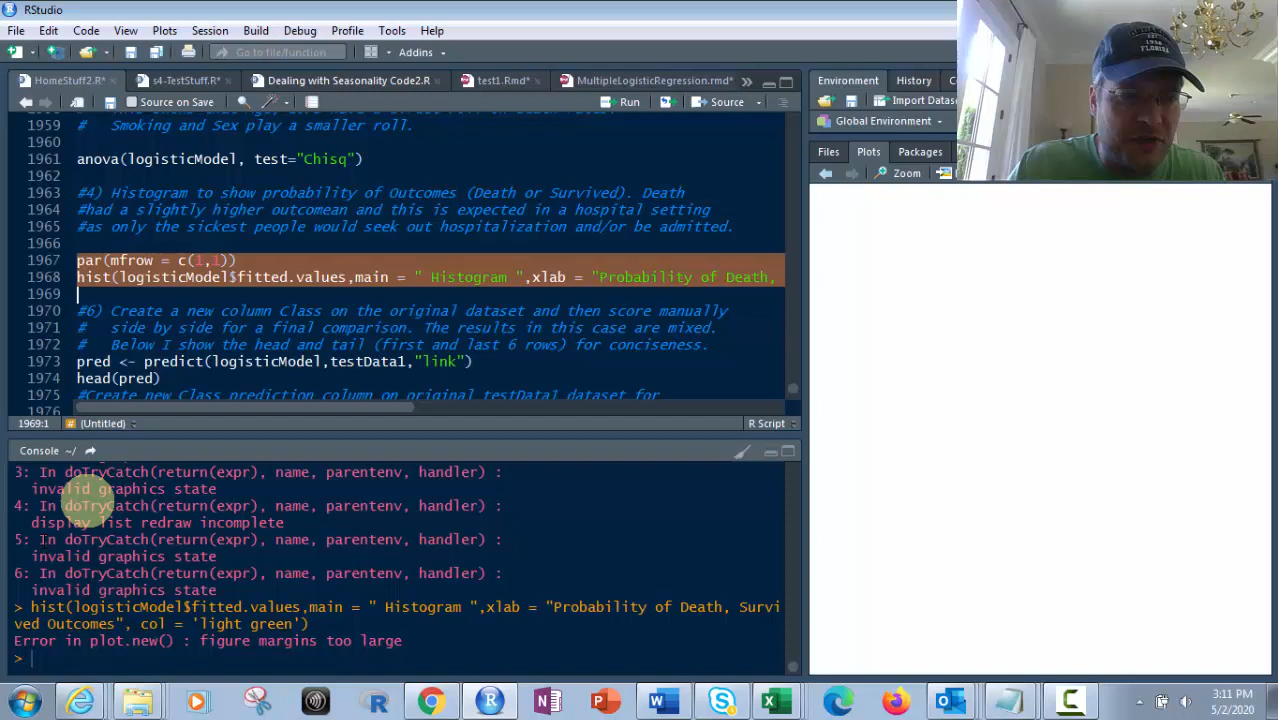 RStudio
File Edit Code View Plots Session Build Debug Profile Tools Help
Go to file/function Addins
HomeStuff2.R* s4-TestStuff.R* Dealing with Seasonality Code2.R test1.Rmd* MultipleLogisticRegression.rmd*
Source on Save Run Source
1959 # Smoking and Sex play a smaller roll.
1960
1961 anova(logisticModel, test="Chisq")
1962
1963 #4) Histogram to show probability of Outcomes (Death or Survived). Death
1964 #had a slightly higher outcomean and this is expected in a hospital setting
1965 #as only the sickest people would seek out hospitalization and/or be admitted.
1966
1967 par(mfrow = c(1,1))
1968 hist(logisticModel$fitted.values,main = " Histogram ",xlab = "Probability of Death,
1969
1970 #6) Create a new column Class on the original dataset and then score manually
1971 # side by side for a final comparison. The results in this case are mixed.
1972 # Below I show the head and tail (first and last 6 rows) for conciseness.
1973 pred <- predict(logisticModel,testData1,"link")
1974 head(pred)
1975 #Create new Class prediction column on original testData1 dataset for
1976
1969:1 # (Untitled) R Script
Console ~/
3: In doTryCatch(return(expr), name, parentenv, handler) :
invalid graphics state
4: In doTryCatch(return(expr), name, parentenv, handler) :
display list redraw incomplete
5: In doTryCatch(return(expr), name, parentenv, handler) :
invalid graphics state
6: In doTryCatch(return(expr), name, parentenv, handler) :
invalid graphics state
> hist(logisticModel$fitted.values,main = " Histogram ",xlab = "Probability of Death, Survi
ved Outcomes", col = 'light green')
Error in plot.new() : figure margins too large
>
Environment History
Import Datas
Global Environment
Files Plots Packages
Zoom
3:11 PM
5/2/2020